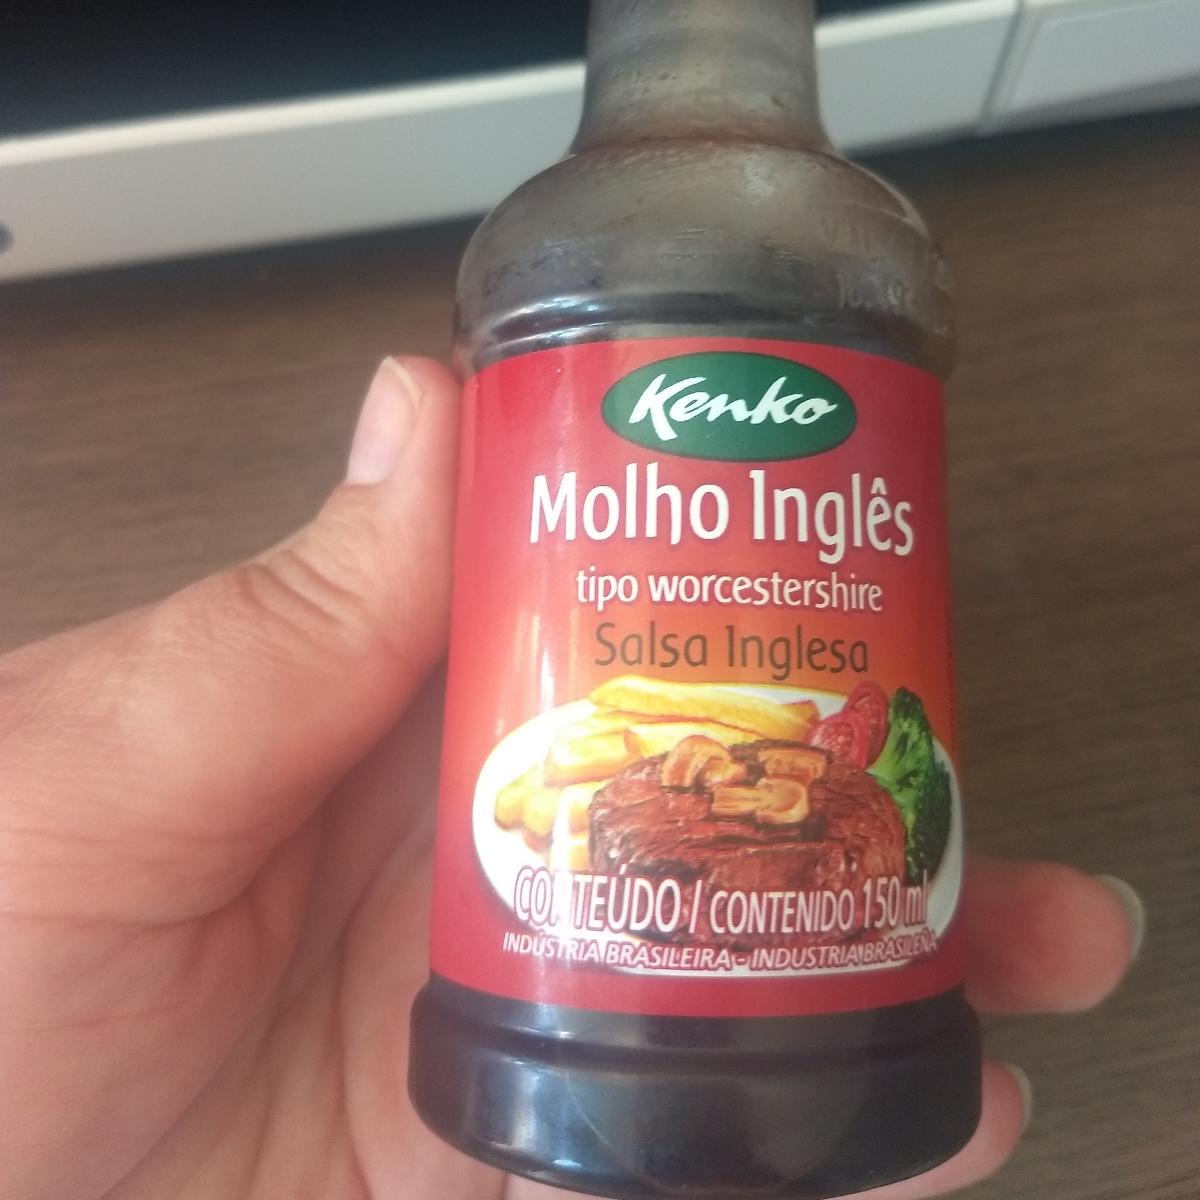 Kenko
Molho Inglês
tipo worcestershire
Salsa Inglesa
CONTEÚDO / CONTENIDO 150 ml
INDÚSTRIA BRASILEIRA - INDUSTRIA BRASILEÑA